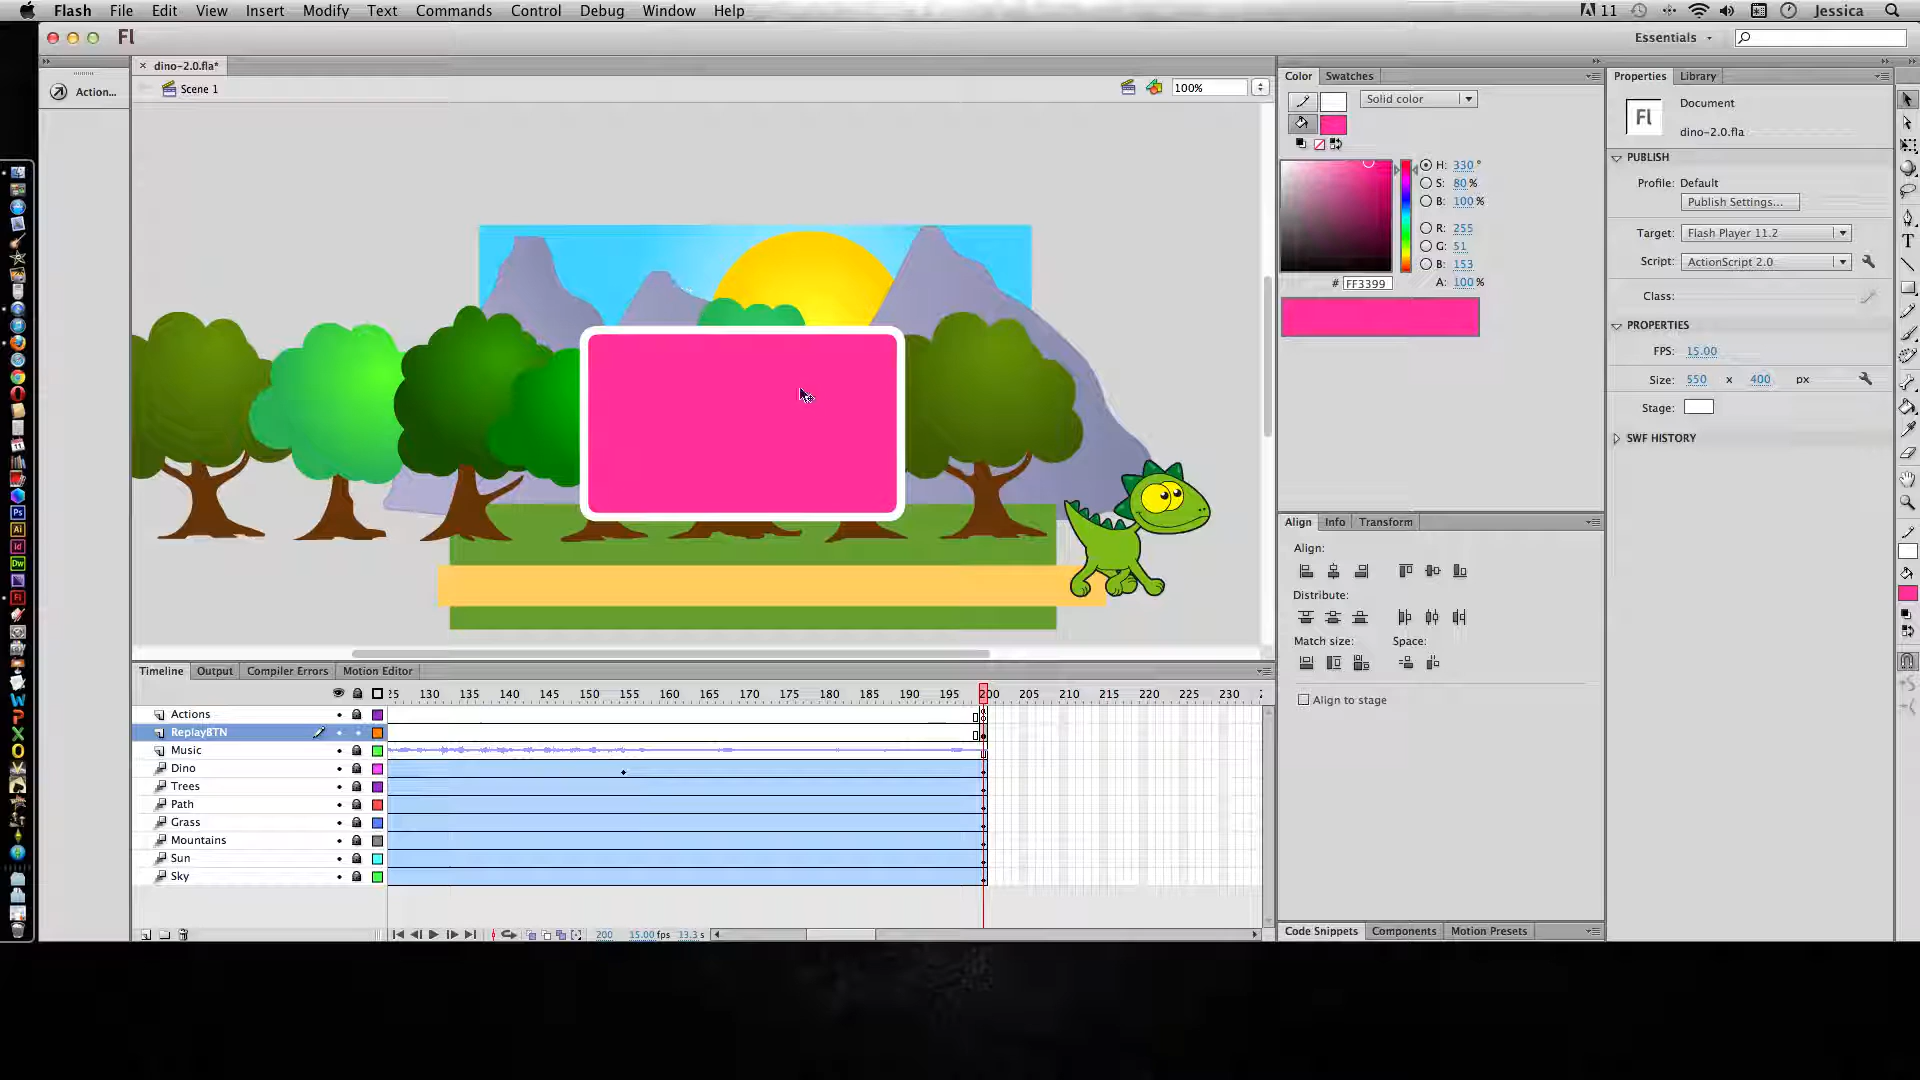 Flash File Edit View Insert Modify Text Commands Control Debug Window Help 11 Jessica
Fl Essentials
Action...
dino-2.0.fla*
Scene 1 100%
Color Swatches
Solid color
H: 330 °
S: 80 %
B: 100 %
R: 255
G: 51
B: 153
# FF3399 A: 100 %
Properties Library
Fl Document
dino-2.0.fla
PUBLISH
Profile: Default
Publish Settings...
Target: Flash Player 11.2
Script: ActionScript 2.0
Class:
PROPERTIES
FPS: 15.00
Size: 550 x 400 px
Stage:
SWF HISTORY
Align Info Transform
Align:
Distribute:
Match size: Space:
Align to stage
Code Snippets Components Motion Presets
Timeline Output Compiler Errors Motion Editor
25 130 135 140 145 150 155 160 165 170 175 180 185 190 195 200 205 210 215 220 225 230
Actions
ReplayBTN
Music
Dino
Trees
Path
Grass
Mountains
Sun
Sky
200 15.00 fps 13.3 s
Ps
Ai
Id
Dw
Fl